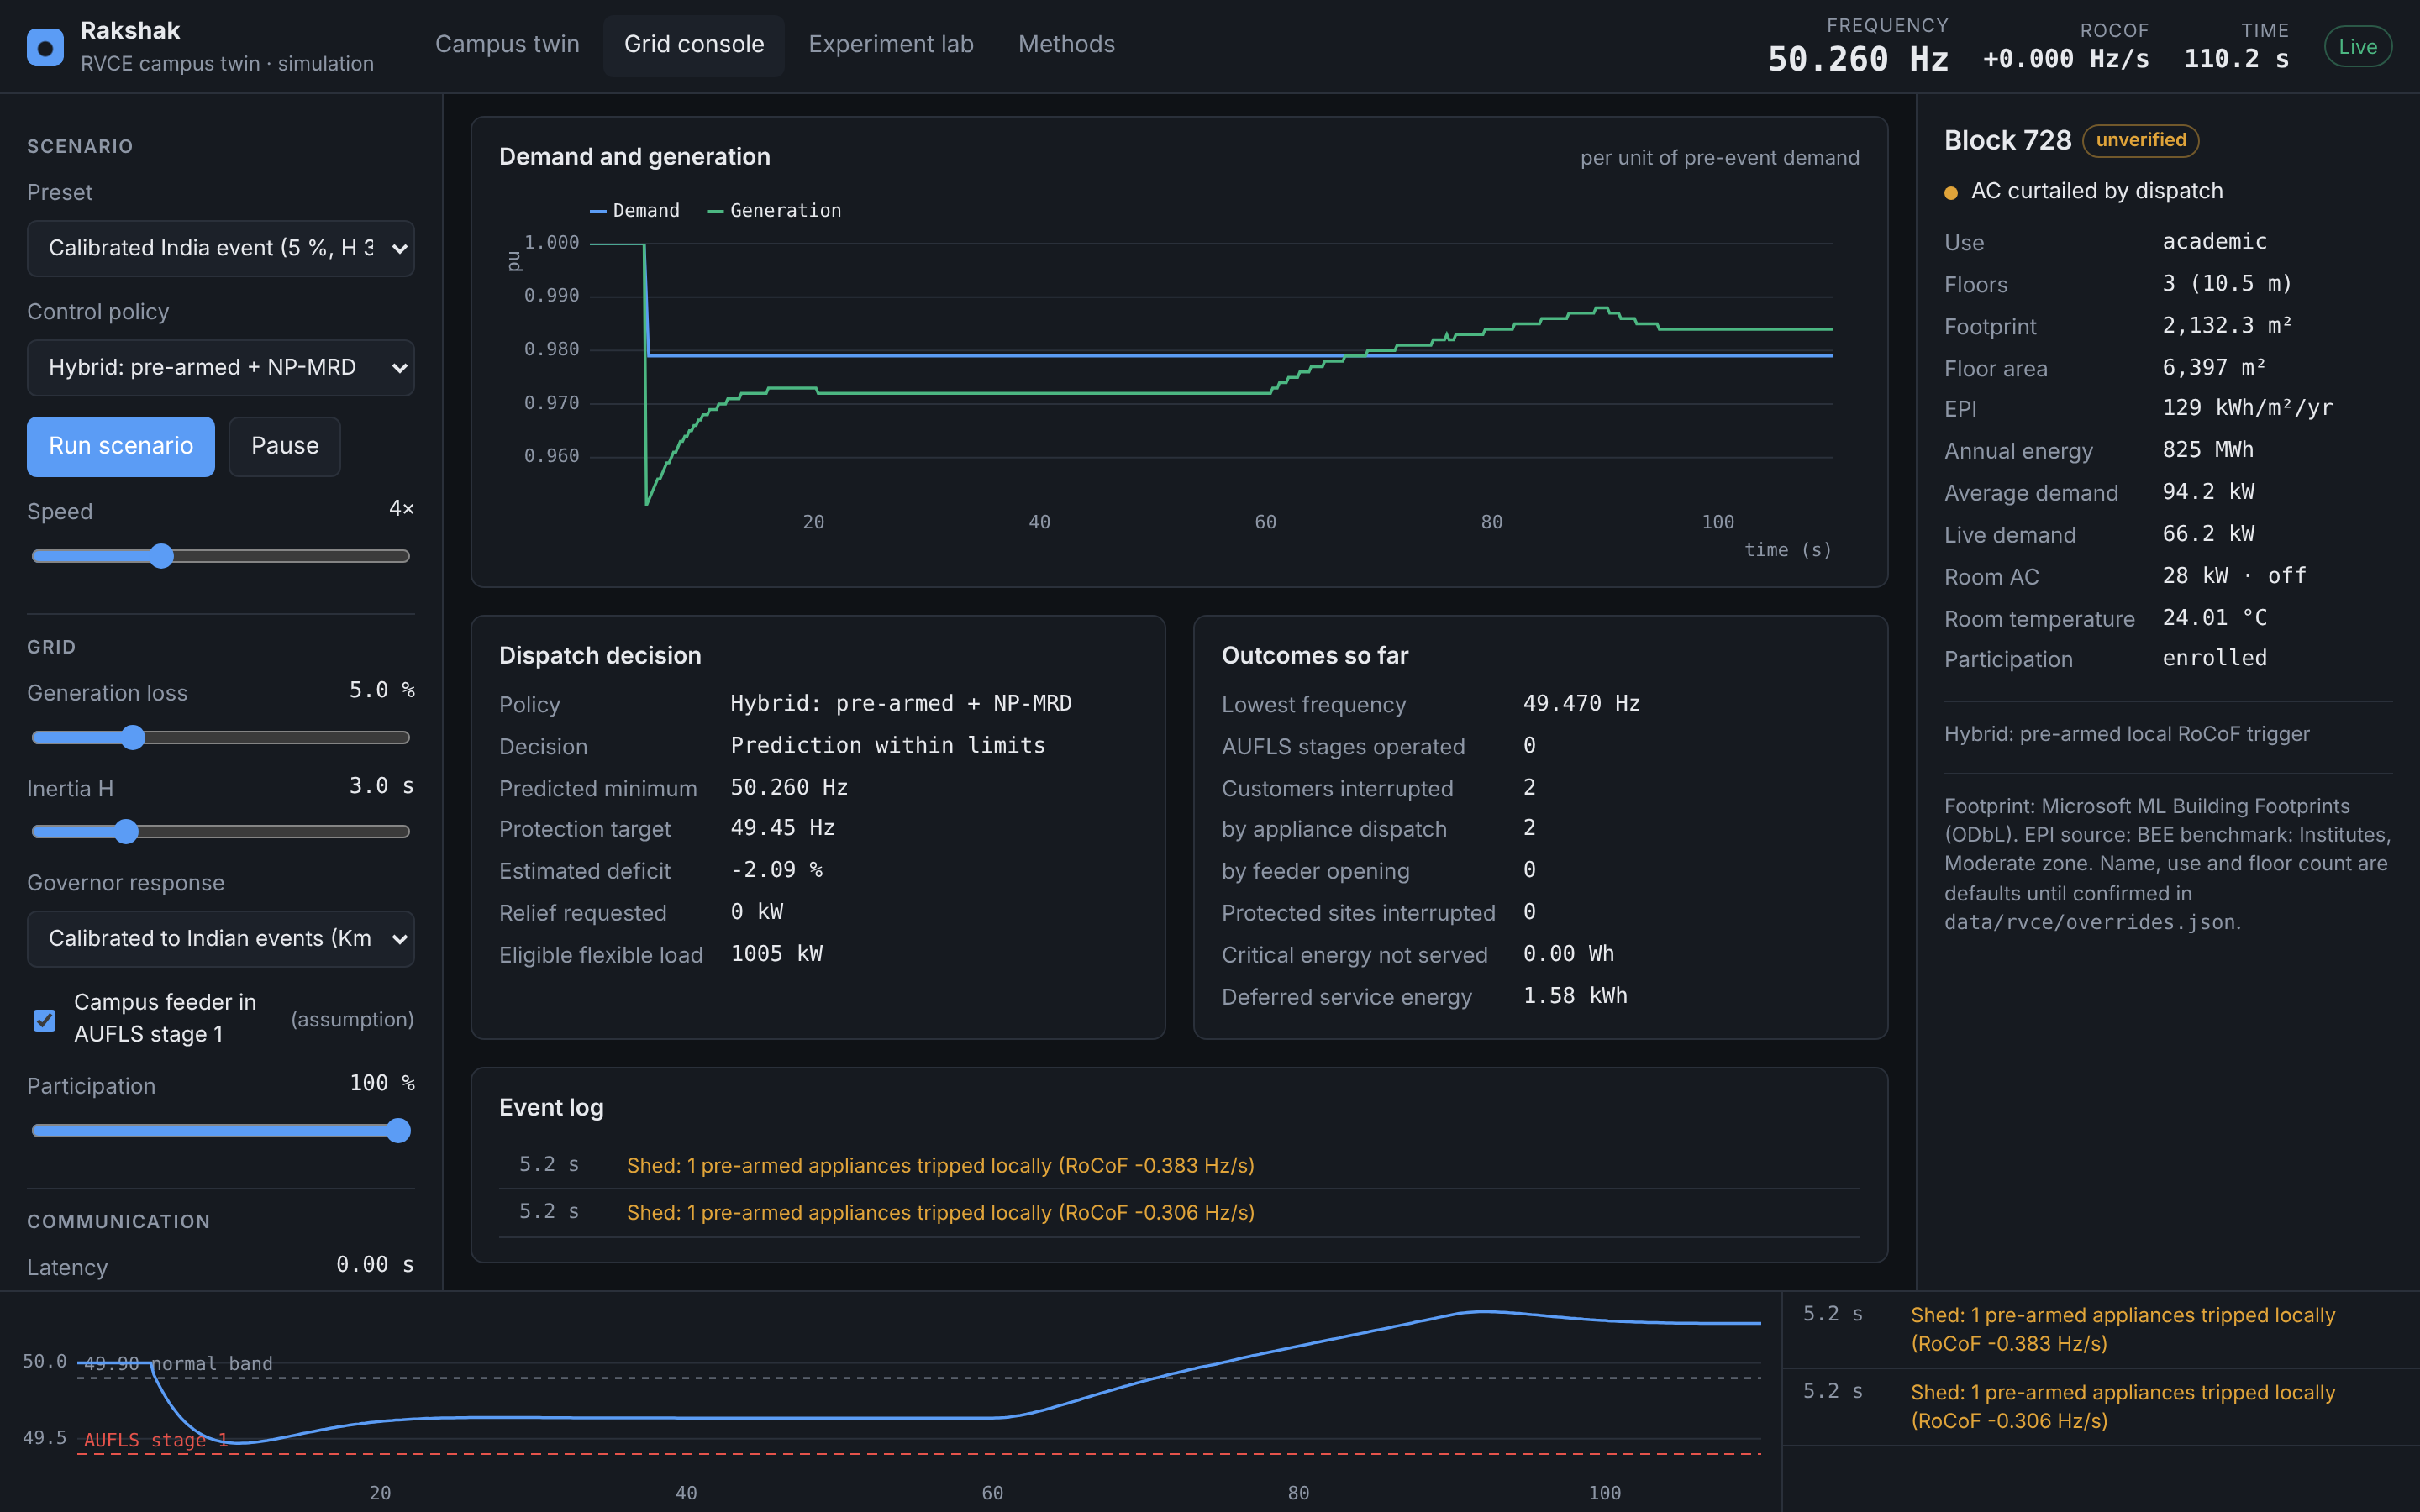 Rakshak
RVCE campus twin · simulation
Campus twin
Grid console
Experiment lab
Methods
FREQUENCY
50.260 Hz
ROCOF
+0.000 Hz/s
TIME
110.2 s
Live
SCENARIO
Preset
Calibrated India event (5 %, H 3
Control policy
Hybrid: pre-armed + NP-MRD
Run scenario
Pause
Speed 4×
GRID
Generation loss 5.0 %
Inertia H 3.0 s
Governor response
Calibrated to Indian events (Km
Campus feeder in
AUFLS stage 1
(assumption)
Participation 100 %
COMMUNICATION
Latency 0.00 s
Demand and generation
per unit of pre-event demand
Demand Generation
pu
1.000
0.990
0.980
0.970
0.960
20 40 60 80 100
time (s)
Dispatch decision
Policy Hybrid: pre-armed + NP-MRD
Decision Prediction within limits
Predicted minimum 50.260 Hz
Protection target 49.45 Hz
Estimated deficit -2.09 %
Relief requested 0 kW
Eligible flexible load 1005 kW
Outcomes so far
Lowest frequency 49.470 Hz
AUFLS stages operated 0
Customers interrupted 2
by appliance dispatch 2
by feeder opening 0
Protected sites interrupted 0
Critical energy not served 0.00 Wh
Deferred service energy 1.58 kWh
Event log
5.2 s Shed: 1 pre-armed appliances tripped locally (RoCoF -0.383 Hz/s)
5.2 s Shed: 1 pre-armed appliances tripped locally (RoCoF -0.306 Hz/s)
Block 728 unverified
AC curtailed by dispatch
Use academic
Floors 3 (10.5 m)
Footprint 2,132.3 m²
Floor area 6,397 m²
EPI 129 kWh/m²/yr
Annual energy 825 MWh
Average demand 94.2 kW
Live demand 66.2 kW
Room AC 28 kW · off
Room temperature 24.01 °C
Participation enrolled
Hybrid: pre-armed local RoCoF trigger
Footprint: Microsoft ML Building Footprints
(ODbL). EPI source: BEE benchmark: Institutes,
Moderate zone. Name, use and floor count are
defaults until confirmed in
data/rvce/overrides.json.
50.0
49.90 normal band
49.5
AUFLS stage 1
20 40 60 80 100
5.2 s Shed: 1 pre-armed appliances tripped locally
(RoCoF -0.383 Hz/s)
5.2 s Shed: 1 pre-armed appliances tripped locally
(RoCoF -0.306 Hz/s)